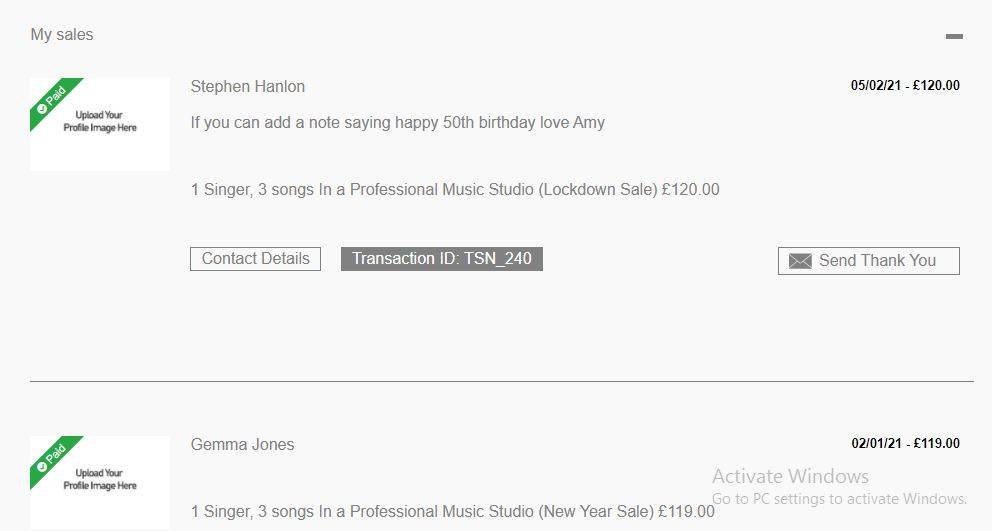 My sales
Paid
Upload Your
Profile Image Here
Stephen Hanlon
05/02/21 - £120.00
If you can add a note saying happy 50th birthday love Amy
1 Singer, 3 songs In a Professional Music Studio (Lockdown Sale) £120.00
Contact Details
Transaction ID: TSN_240
Send Thank You
Paid
Upload Your
Profile Image Here
Gemma Jones
02/01/21 - £119.00
Activate Windows
Go to PC settings to activate Windows.
1 Singer, 3 songs In a Professional Music Studio (New Year Sale) £119.00